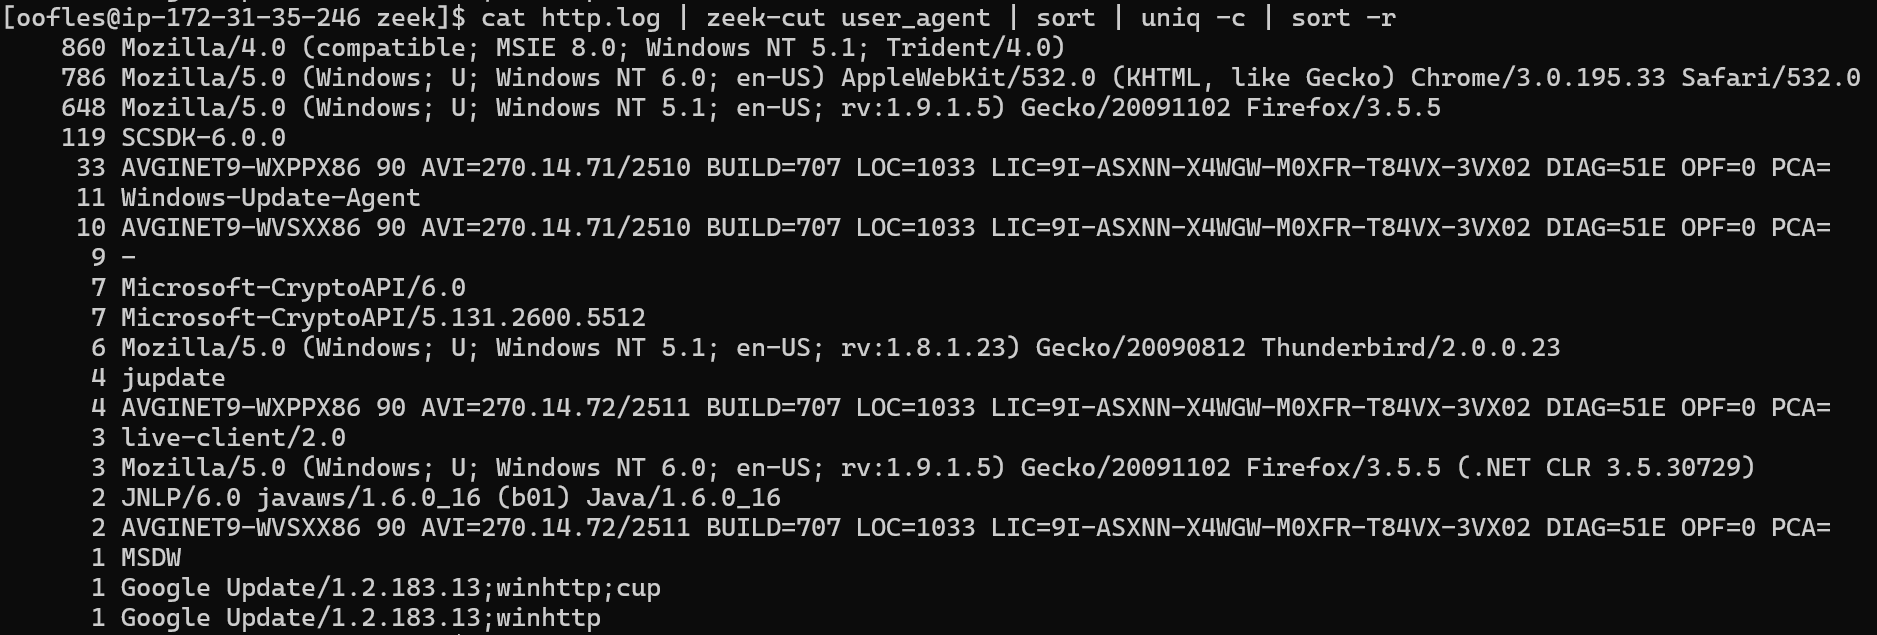 [oofles@ip-172-31-35-246 zeek]$ cat http.log | zeek-cut user_agent | sort | uniq -c | sort -r
860 Mozilla/4.0 (compatible; MSIE 8.0; Windows NT 5.1; Trident/4.0)
786 Mozilla/5.0 (Windows; U; Windows NT 6.0; en-US) AppleWebKit/532.0 (KHTML, like Gecko) Chrome/3.0.195.33 Safari/532.0
648 Mozilla/5.0 (Windows; U; Windows NT 5.1; en-US; rv:1.9.1.5) Gecko/20091102 Firefox/3.5.5
119 SCSDK-6.0.0
33 AVGINET9-WXPPX86 90 AVI=270.14.71/2510 BUILD=707 LOC=1033 LIC=9I-ASXNN-X4WGW-M0XFR-T84VX-3VX02 DIAG=51E OPF=0 PCA=
11 Windows-Update-Agent
10 AVGINET9-WVSXX86 90 AVI=270.14.71/2510 BUILD=707 LOC=1033 LIC=9I-ASXNN-X4WGW-M0XFR-T84VX-3VX02 DIAG=51E OPF=0 PCA=
9 -
7 Microsoft-CryptoAPI/6.0
7 Microsoft-CryptoAPI/5.131.2600.5512
6 Mozilla/5.0 (Windows; U; Windows NT 5.1; en-US; rv:1.8.1.23) Gecko/20090812 Thunderbird/2.0.0.23
4 jupdate
4 AVGINET9-WXPPX86 90 AVI=270.14.72/2511 BUILD=707 LOC=1033 LIC=9I-ASXNN-X4WGW-M0XFR-T84VX-3VX02 DIAG=51E OPF=0 PCA=
3 live-client/2.0
3 Mozilla/5.0 (Windows; U; Windows NT 6.0; en-US; rv:1.9.1.5) Gecko/20091102 Firefox/3.5.5 (.NET CLR 3.5.30729)
2 JNLP/6.0 javaws/1.6.0_16 (b01) Java/1.6.0_16
2 AVGINET9-WVSXX86 90 AVI=270.14.72/2511 BUILD=707 LOC=1033 LIC=9I-ASXNN-X4WGW-M0XFR-T84VX-3VX02 DIAG=51E OPF=0 PCA=
1 MSDW
1 Google Update/1.2.183.13;winhttp;cup
1 Google Update/1.2.183.13;winhttp